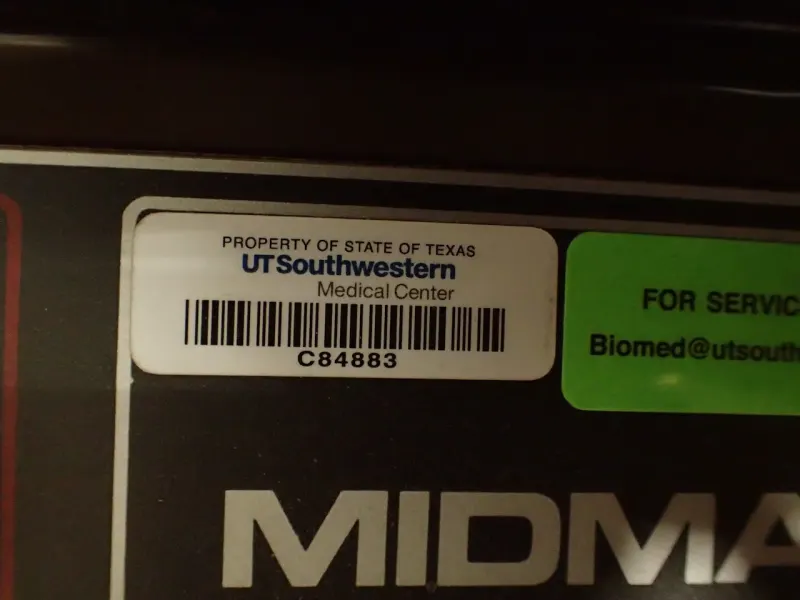 PROPERTY OF STATE OF TEXAS
UTSouthwestern
Medical Center
C84883
FOR SERVIC
Biomed@utsouth
MIDMA